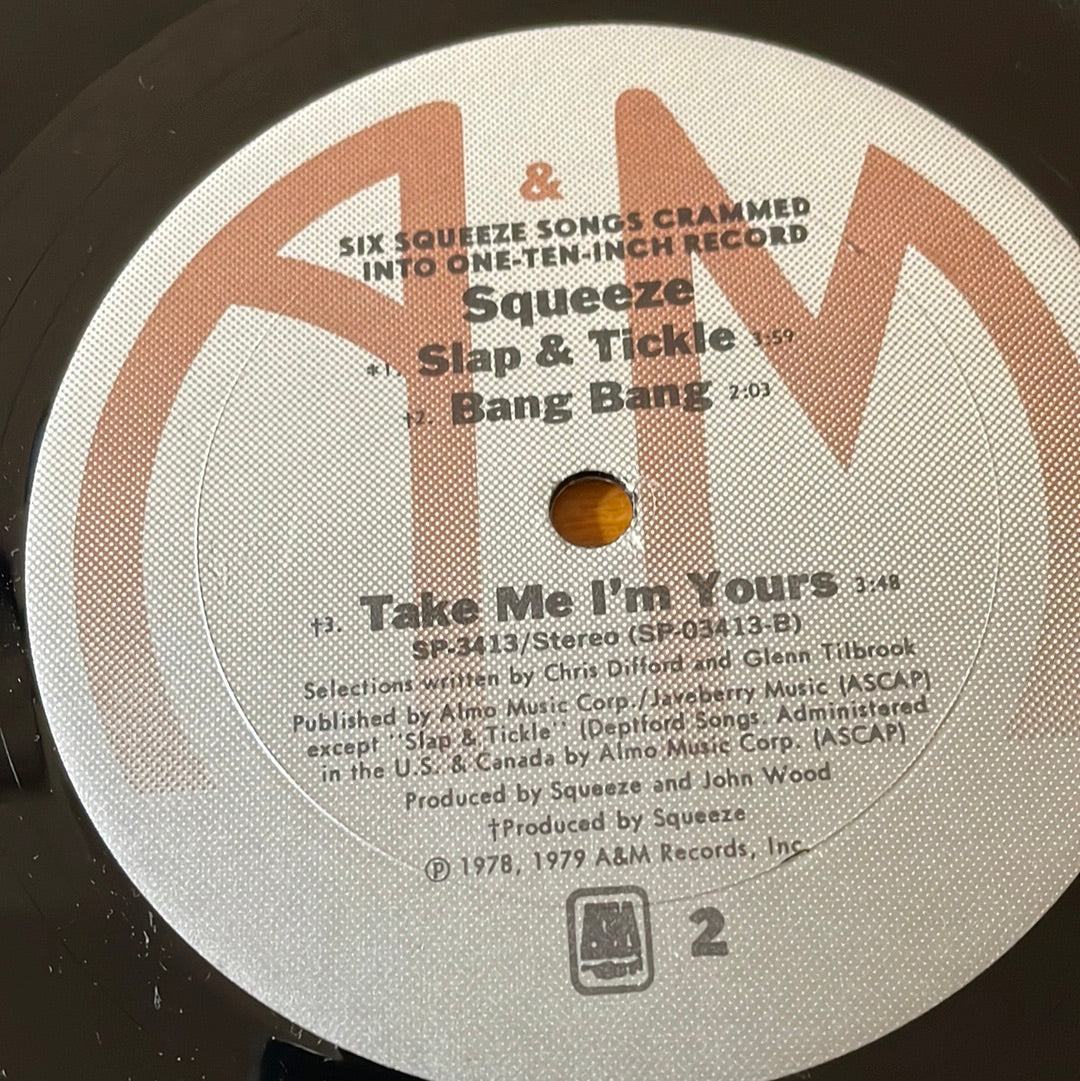 A & M
SIX SQUEEZE SONGS CRAMMED
INTO ONE-TEN-INCH RECORD
Squeeze
*1. Slap & Tickle 3:59
†2. Bang Bang 2:03
†3. Take Me I'm Yours 3:48
SP-3413/Stereo (SP-03413-B)
Selections written by Chris Difford and Glenn Tilbrook
Published by Almo Music Corp./Javeberry Music (ASCAP)
except "Slap & Tickle" (Deptford Songs. Administered
in the U.S. & Canada by Almo Music Corp. (ASCAP)
Produced by Squeeze and John Wood
†Produced by Squeeze
℗ 1978, 1979 A&M Records, Inc.
2